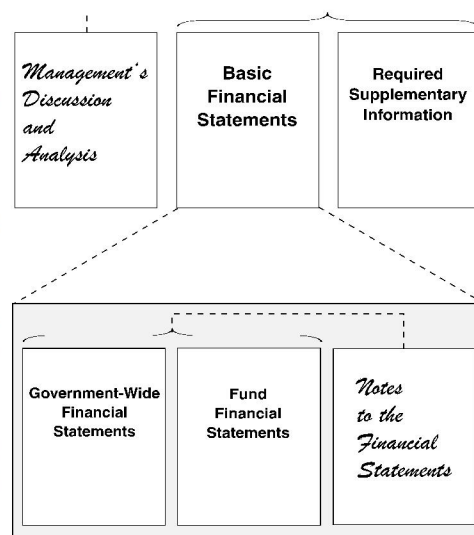 Management's
Discussion
and
Analysis
Basic
Financial
Statements
Required
Supplementary
Information
Government-Wide
Financial
Statements
Fund
Financial
Statements
Notes
to the
Financial
Statements